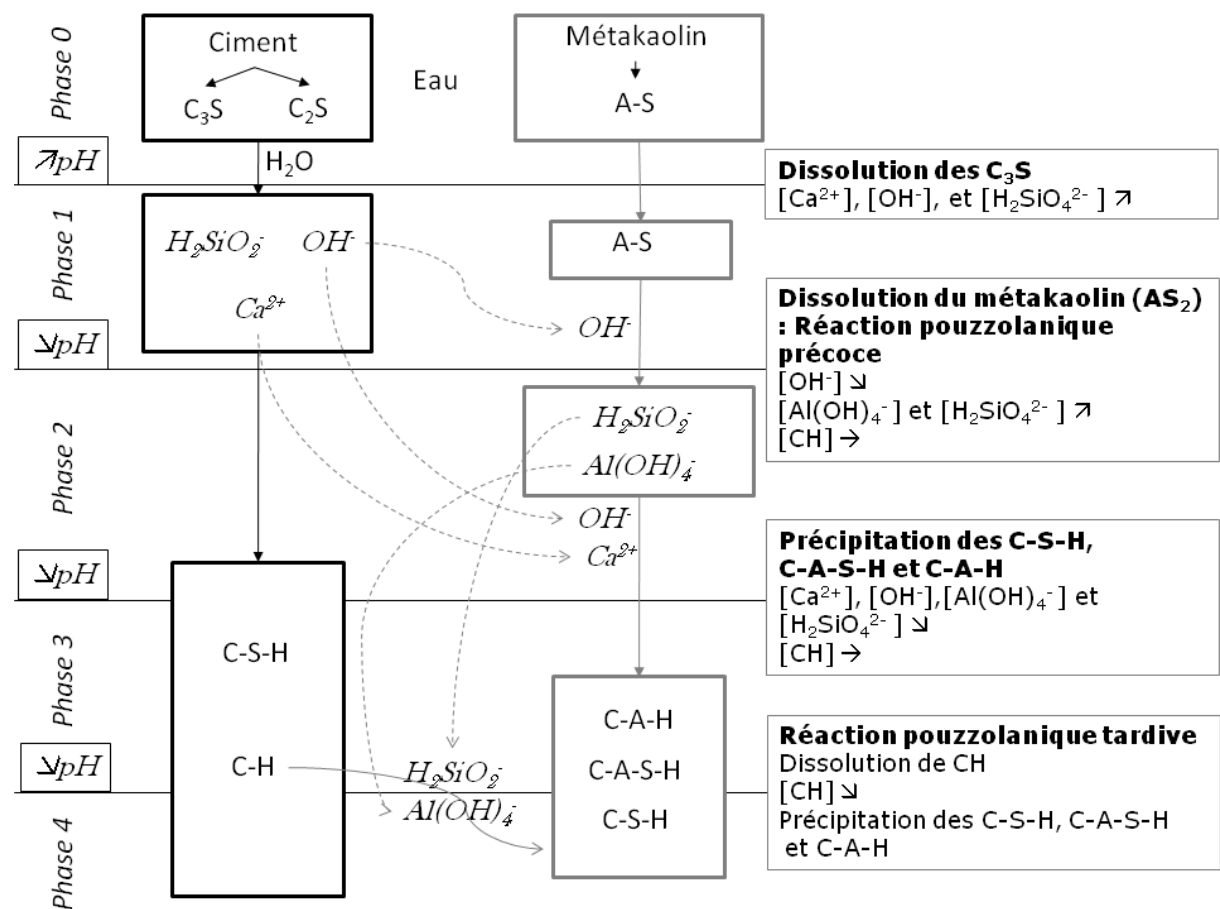 Phase 0
Ciment
C₃S
C₂S
Eau
Métakaolin
A-S
↗pH
H₂O
Dissolution des C₃S
[Ca²⁺], [OH⁻], et [H₂SiO₄²⁻ ] ↗
Phase 1
H₂SiO₂⁻
OH⁻
Ca²⁺
A-S
OH⁻
↘pH
Dissolution du métakaolin (AS₂)
: Réaction pouzzolanique
précoce
[OH⁻] ↘
[Al(OH)₄⁻] et [H₂SiO₄²⁻ ] ↗
[CH] →
Phase 2
H₂SiO₂⁻
Al(OH)₄⁻
OH⁻
Ca²⁺
↘pH
Précipitation des C-S-H,
C-A-S-H et C-A-H
[Ca²⁺], [OH⁻],[Al(OH)₄⁻] et
[H₂SiO₄²⁻ ] ↘
[CH] →
Phase 3
C-S-H
C-H
C-A-H
C-A-S-H
C-S-H
↘pH
H₂SiO₂⁻
Al(OH)₄⁻
Réaction pouzzolanique tardive
Dissolution de CH
[CH] ↘
Précipitation des C-S-H, C-A-S-H
et C-A-H
Phase 4